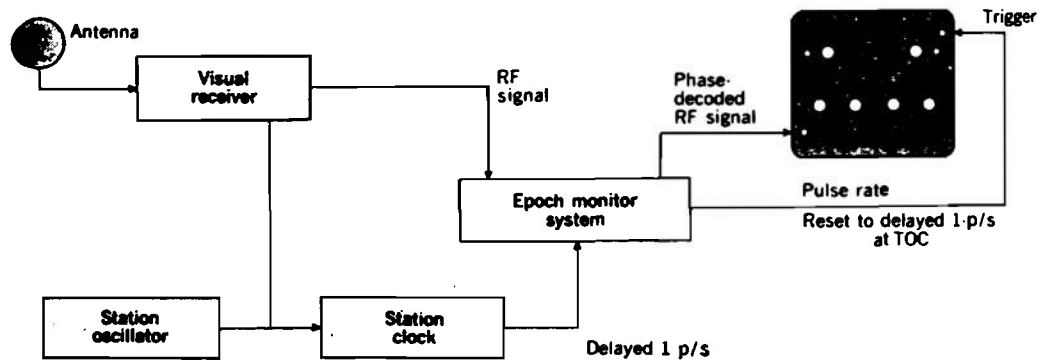 Antenna
Visual
receiver
RF
signal
Phase-
decoded
RF signal
Trigger
Epoch monitor
system
Pulse rate
Reset to delayed 1·p/s
at TOC
Station
oscillator
Station
clock
Delayed 1 p/s